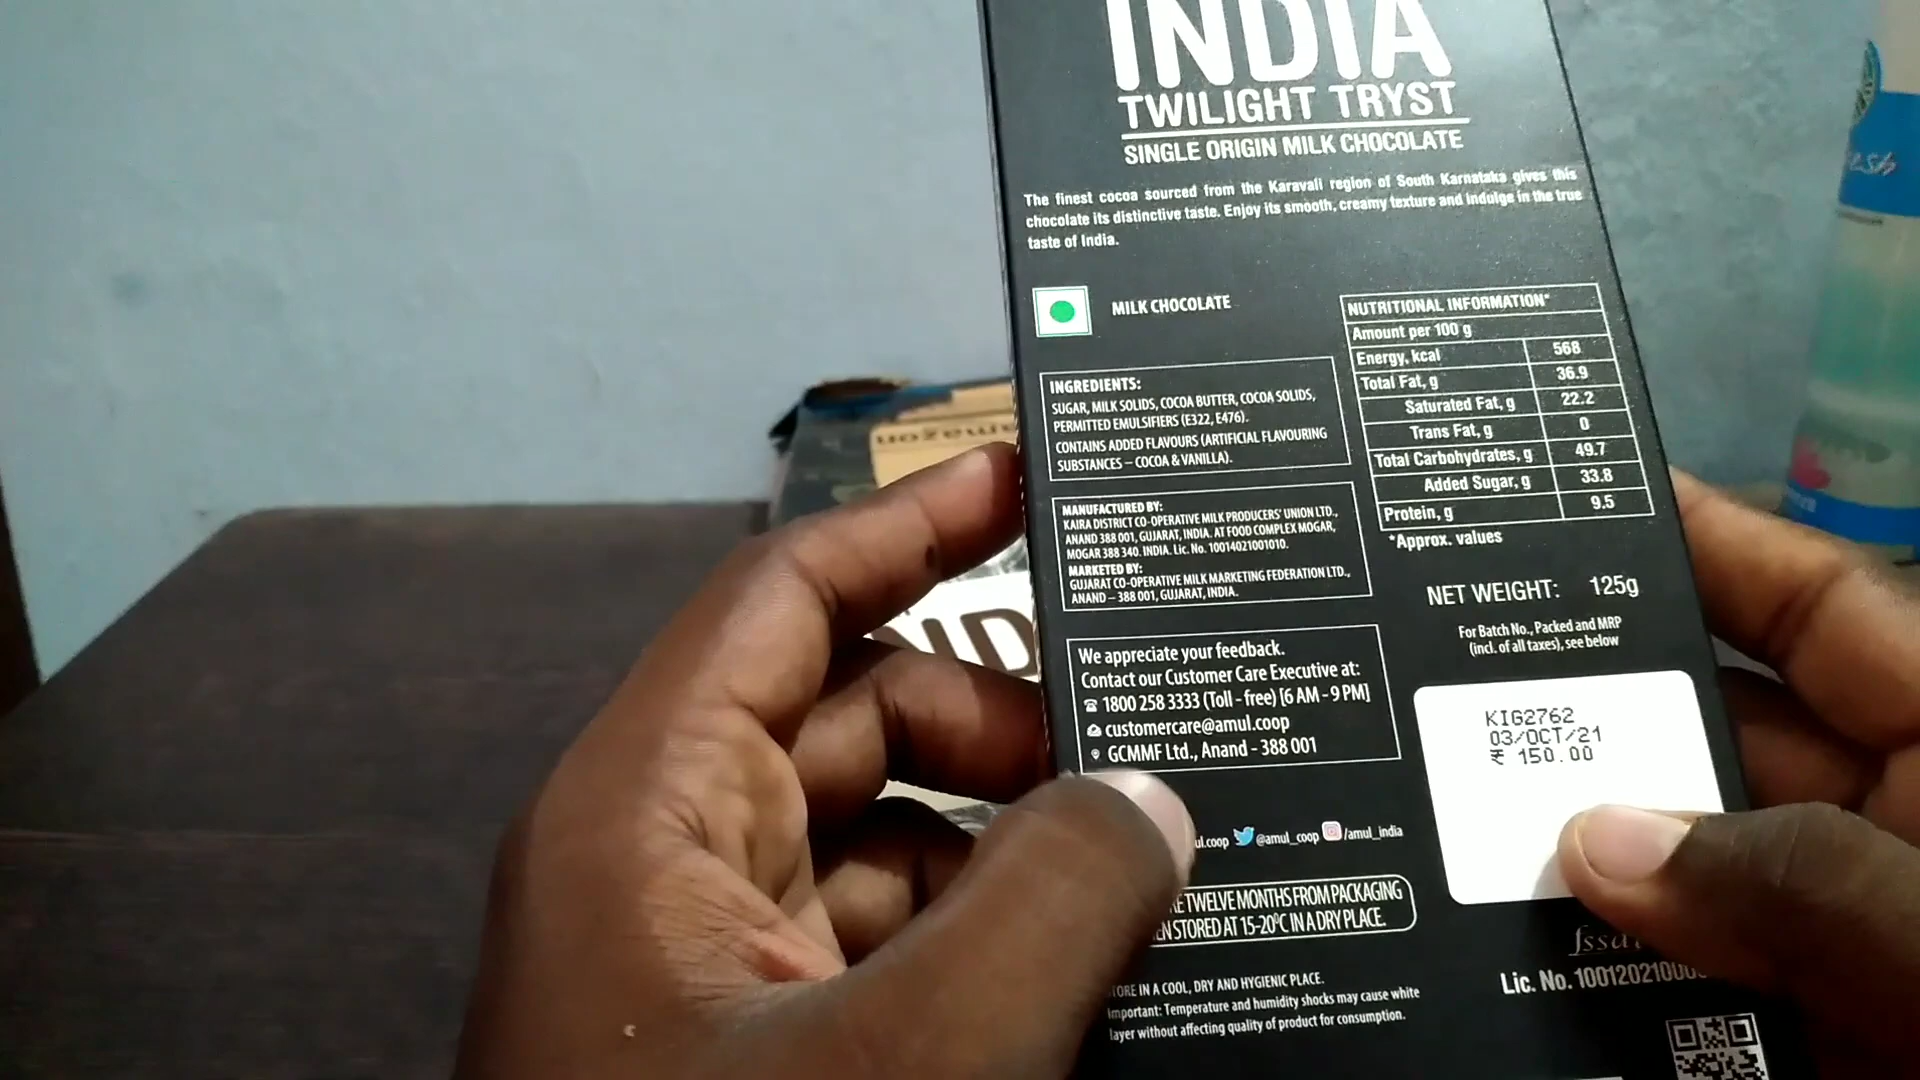 INDIA
TWILIGHT TRYST
SINGLE ORIGIN MILK CHOCOLATE
The finest cocoa sourced from the Karavali region of South Karnataka gives this
chocolate its distinctive taste. Enjoy its smooth, creamy texture and indulge in the true
taste of India.
MILK CHOCOLATE
INGREDIENTS:
SUGAR, MILK SOLIDS, COCOA BUTTER, COCOA SOLIDS,
PERMITTED EMULSIFIERS (E322, E476).
CONTAINS ADDED FLAVOURS (ARTIFICIAL FLAVOURING
SUBSTANCES – COCOA & VANILLA).
MANUFACTURED BY:
KAIRA DISTRICT CO-OPERATIVE MILK PRODUCERS' UNION LTD.,
ANAND 388 001, GUJARAT, INDIA. AT FOOD COMPLEX MOGAR,
MOGAR 388 340. INDIA. Lic. No. 10014021001010.
MARKETED BY:
GUJARAT CO-OPERATIVE MILK MARKETING FEDERATION LTD.,
ANAND – 388 001, GUJARAT, INDIA.
We appreciate your feedback.
Contact our Customer Care Executive at:
1800 258 3333 (Toll - free) [6 AM - 9 PM]
customercare@amul.coop
GCMMF Ltd., Anand - 388 001
ul.coop @amul_coop /amul_india
TWELVE MONTHS FROM PACKAGING
STORED AT 15-20°C IN A DRY PLACE.
IN A COOL, DRY AND HYGIENIC PLACE.
Important: Temperature and humidity shocks may cause white
layer without affecting quality of product for consumption.
NUTRITIONAL INFORMATION*
Amount per 100 g
Energy, kcal 568
Total Fat, g 36.9
Saturated Fat, g 22.2
Trans Fat, g 0
Total Carbohydrates, g 49.7
Added Sugar, g 33.8
Protein, g 9.5
*Approx. values
NET WEIGHT: 125g
For Batch No., Packed and MRP
(incl. of all taxes), see below
KIG2762
03/OCT/21
₹ 150.00
Lic. No.
amazon